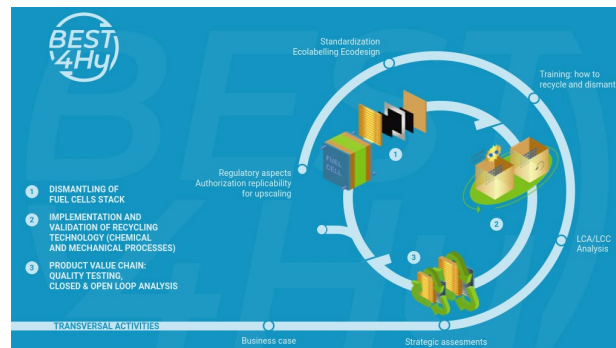 BEST
4Hy
Standardization
Ecolabelling Ecodesign
Training: how to
recycle and dismant
FUEL
CELL
1
Regulatory aspects
Authorization replicability
for upscaling
1 DISMANTLING OF
FUEL CELLS STACK
2 IMPLEMENTATION AND
VALIDATION OF RECYCLING
TECHNOLOGY (CHEMICAL
AND MECHANICAL PROCESSES)
3 PRODUCT VALUE CHAIN:
QUALITY TESTING,
CLOSED & OPEN LOOP ANALYSIS
2
LCA/LCC
Analysis
3
TRANSVERSAL ACTIVITIES
Business case
Strategic assesments